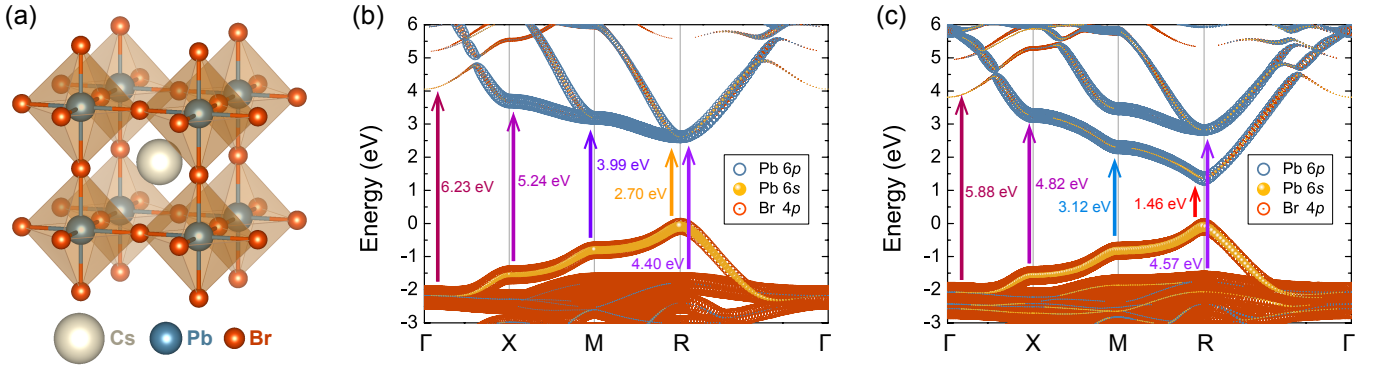 (a)
Cs
Pb
Br
(b)
Energy (eV)
6
5
4
3
2
1
0
-1
-2
-3
6.23 eV
5.24 eV
3.99 eV
2.70 eV
4.40 eV
Pb 6p
Pb 6s
Br 4p
Γ X M R Γ
(c)
Energy (eV)
6
5
4
3
2
1
0
-1
-2
-3
5.88 eV
4.82 eV
3.12 eV
1.46 eV
4.57 eV
Pb 6p
Pb 6s
Br 4p
Γ X M R Γ